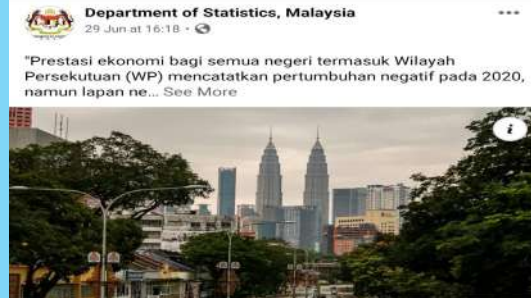 Department of Statistics, Malaysia
29 Jun at 16:18 ·
"Prestasi ekonomi bagi semua negeri termasuk Wilayah
Persekutuan (WP) mencatatkan pertumbuhan negatif pada 2020,
namun lapan ne... See More
i